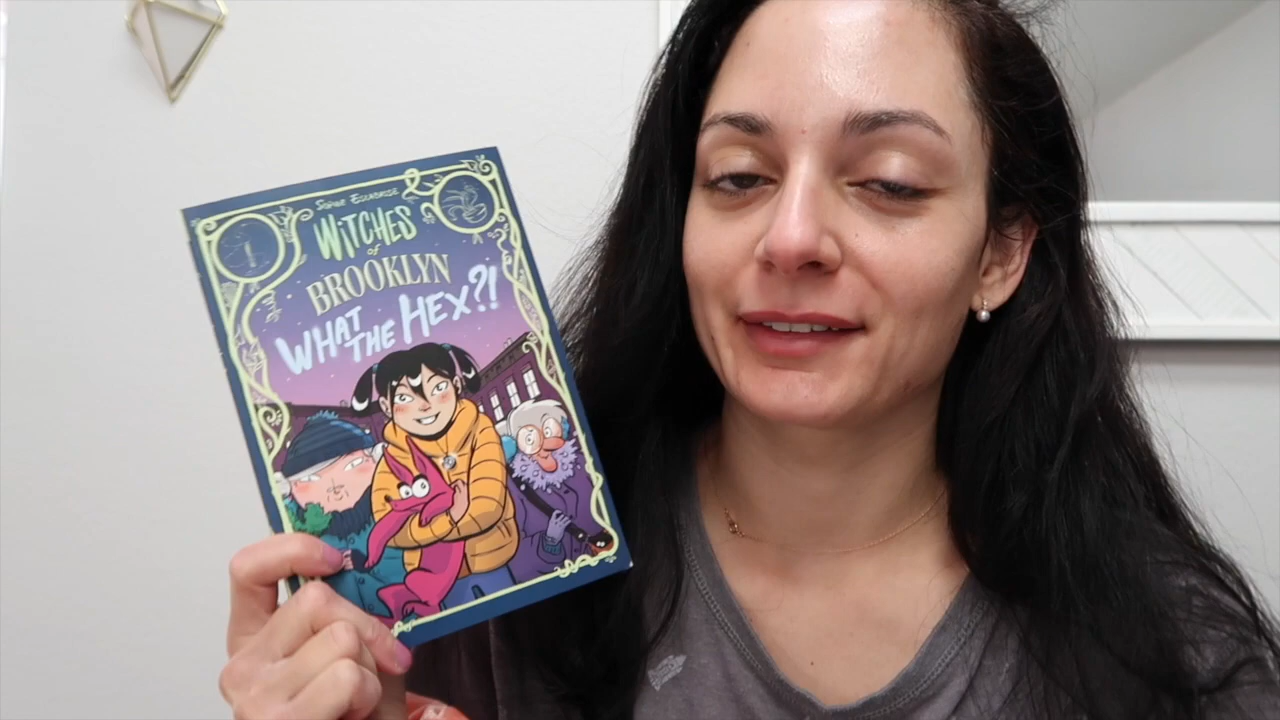 Sophie Escabasse
WITCHES
of
BROOKLYN
WHAT
THE HEX?!